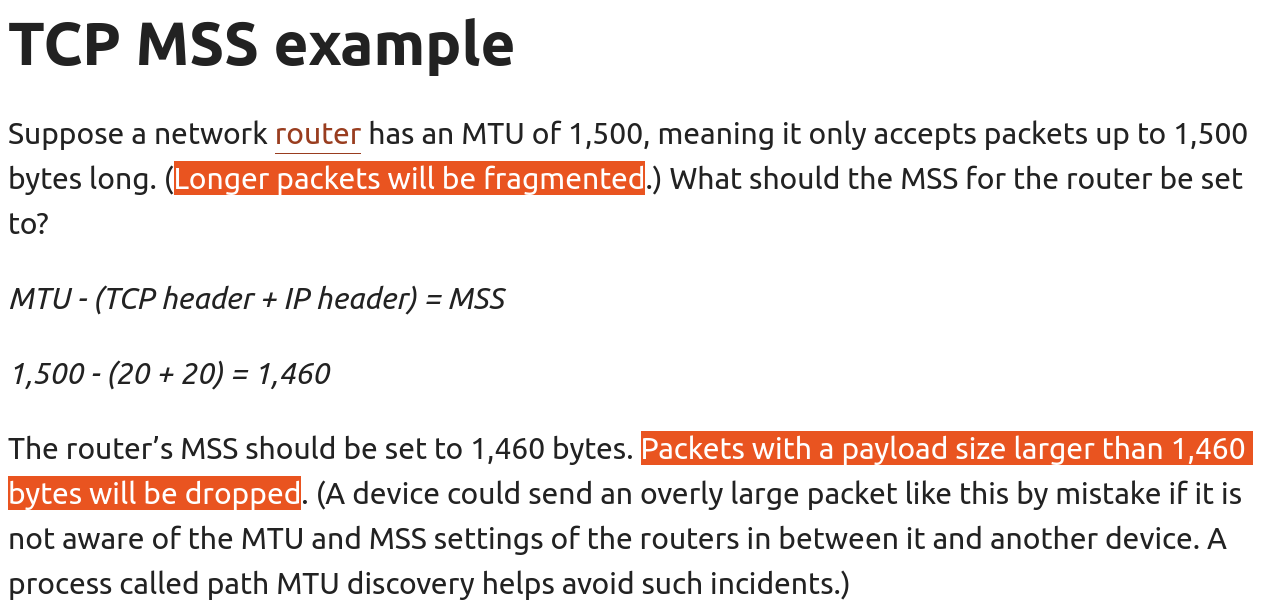 TCP MSS example
Suppose a network router has an MTU of 1,500, meaning it only accepts packets up to 1,500
bytes long. (Longer packets will be fragmented.) What should the MSS for the router be set
to?
MTU - (TCP header + IP header) = MSS
1,500 - (20 + 20) = 1,460
The router’s MSS should be set to 1,460 bytes. Packets with a payload size larger than 1,460
bytes will be dropped. (A device could send an overly large packet like this by mistake if it is
not aware of the MTU and MSS settings of the routers in between it and another device. A
process called path MTU discovery helps avoid such incidents.)